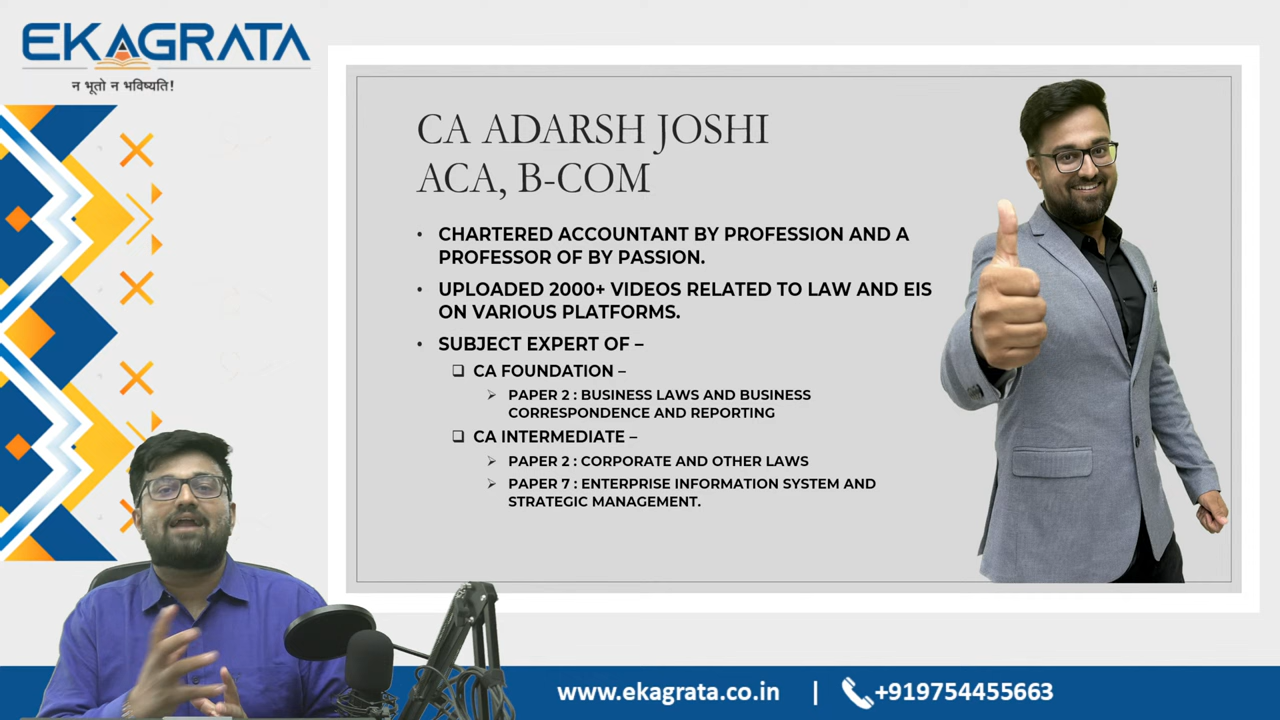 EKAGRATA
न भूतो न भविष्यति!
CA ADARSH JOSHI
ACA, B-COM
• CHARTERED ACCOUNTANT BY PROFESSION AND A
PROFESSOR OF BY PASSION.
• UPLOADED 2000+ VIDEOS RELATED TO LAW AND EIS
ON VARIOUS PLATFORMS.
• SUBJECT EXPERT OF –
❑ CA FOUNDATION –
➢ PAPER 2 : BUSINESS LAWS AND BUSINESS
CORRESPONDENCE AND REPORTING
❑ CA INTERMEDIATE –
➢ PAPER 2 : CORPORATE AND OTHER LAWS
➢ PAPER 7 : ENTERPRISE INFORMATION SYSTEM AND
STRATEGIC MANAGEMENT.
www.ekagrata.co.in | +919754455663